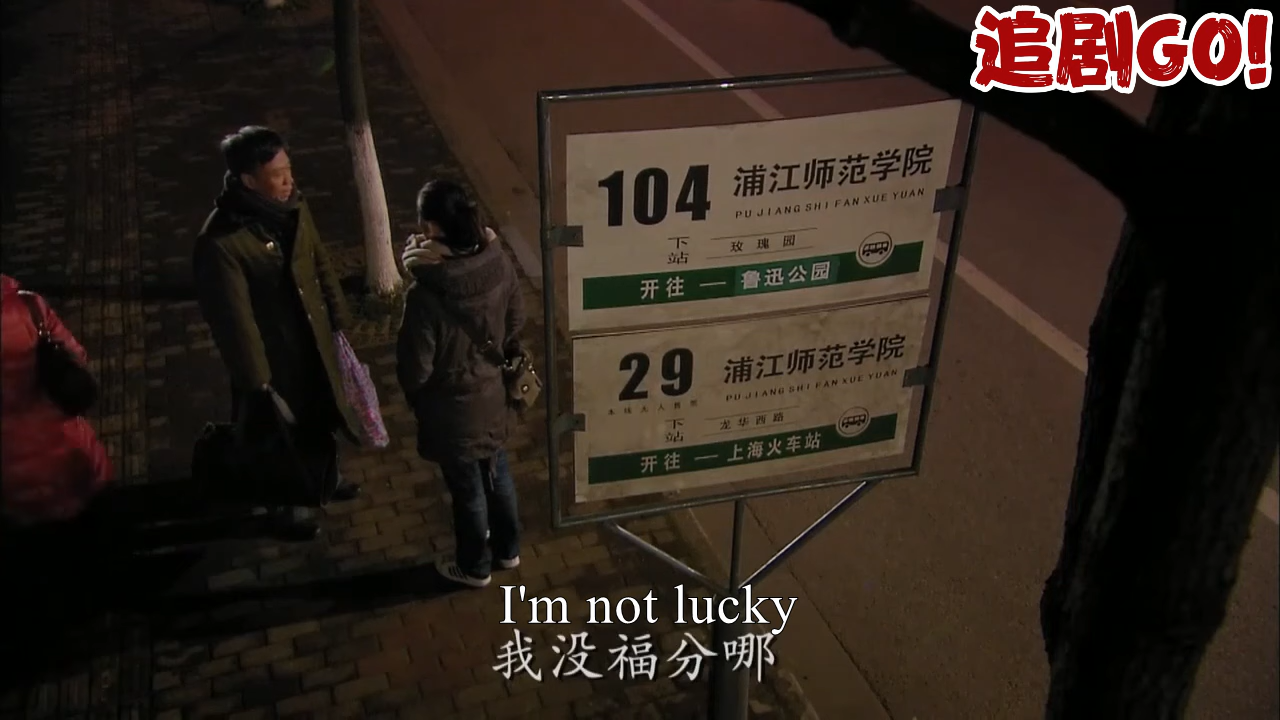 追剧GO!
104 浦江师范学院
PU JIANG SHI FAN XUE YUAN
下站 玫瑰园
开往 — 鲁迅公园
29 浦江师范学院
PU JIANG SHI FAN XUE YUAN
下站 龙华西路
开往 — 上海火车站
I'm not lucky
我没福分哪